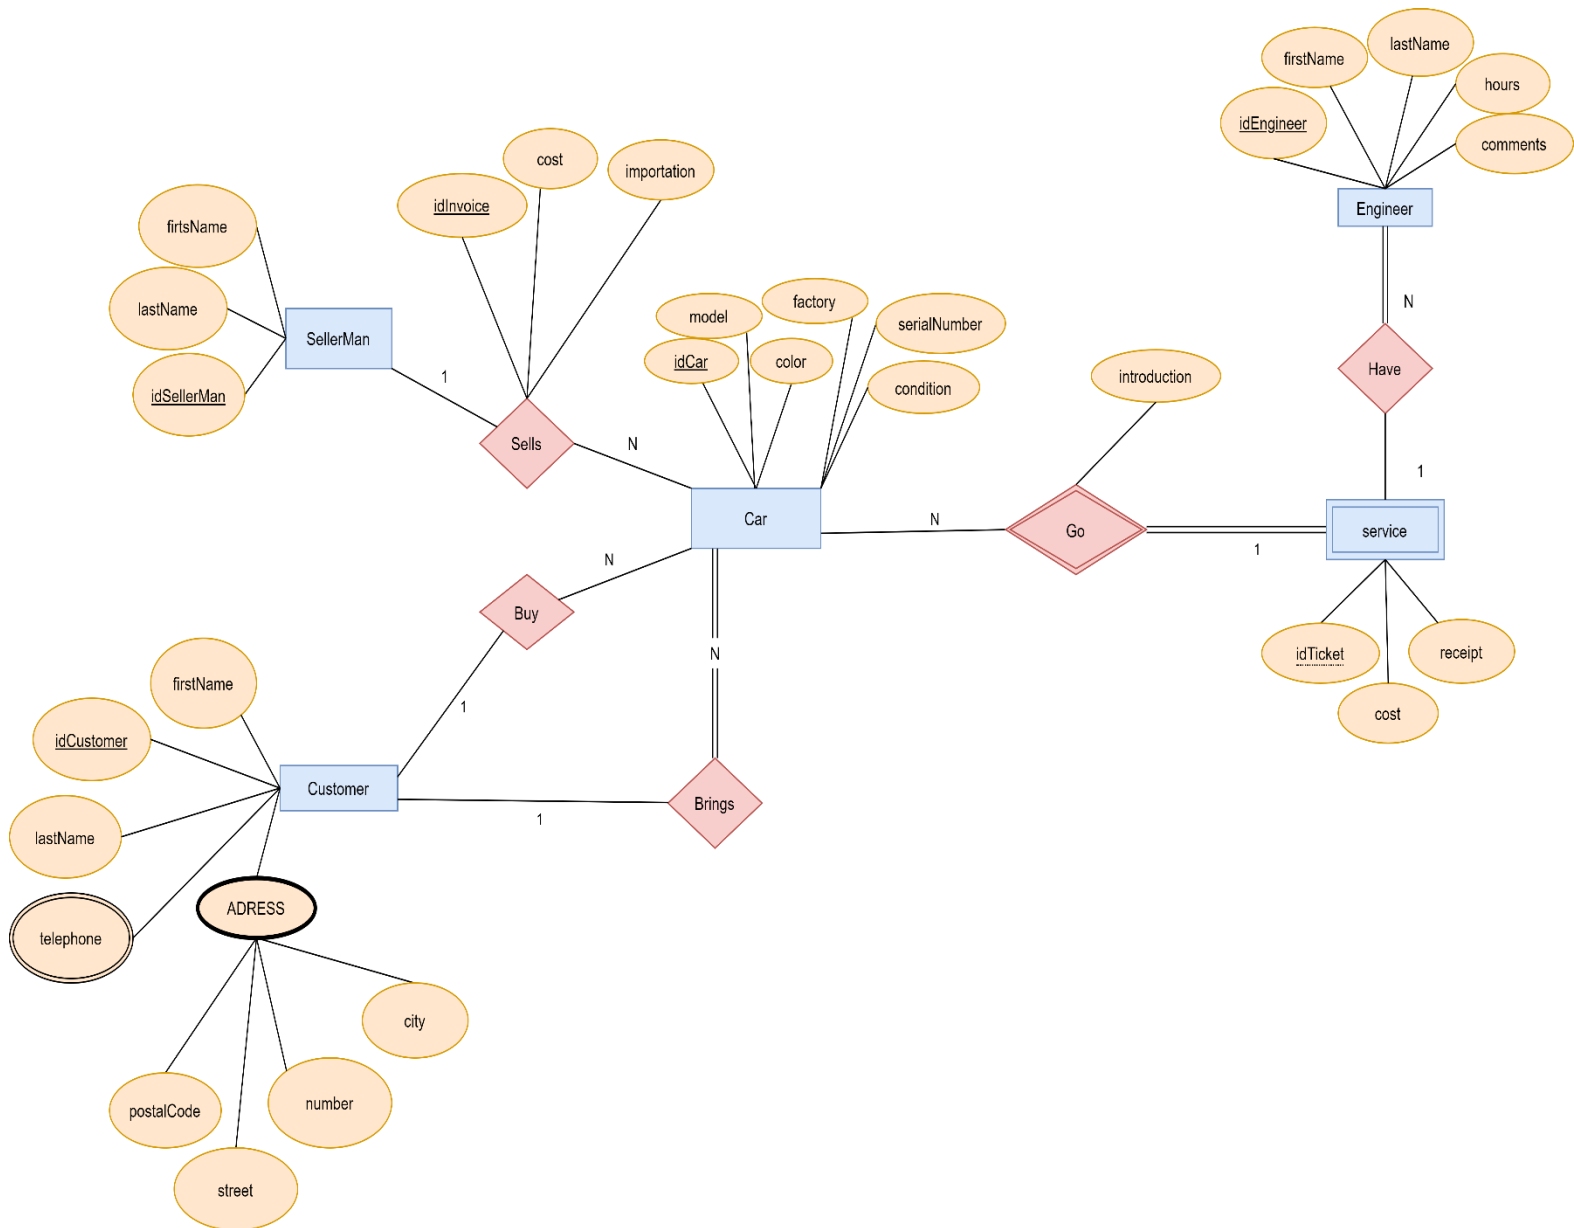 lastName
firstName
hours
idEngineer
comments
cost
importation
idInvoice
Engineer
firtsName
lastName
SellerMan
idSellerMan
1
Sells
N
model
factory
serialNumber
idCar
color
condition
introduction
N
Have
1
Car
N
Go
1
service
idTicket
receipt
cost
N
Buy
1
N
firstName
idCustomer
Customer
1
Brings
lastName
telephone
ADRESS
city
number
postalCode
street